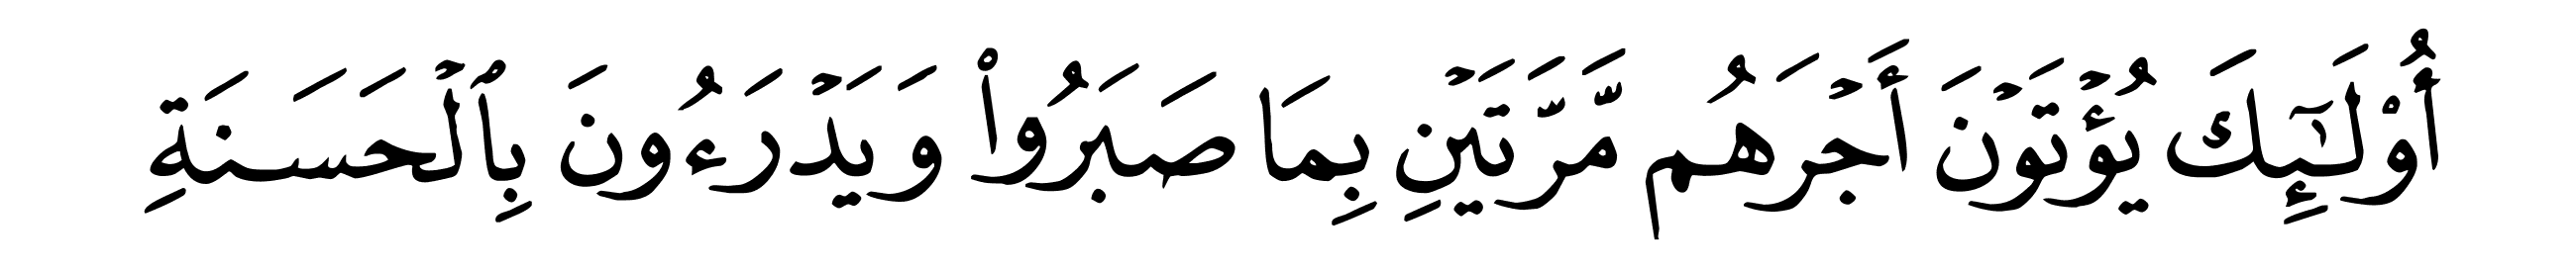 أُوْلَـٰٓئِكَ يُؤۡتَوۡنَ أَجۡرَهُم مَّرَّتَيۡنِ بِمَا صَبَرُواْ وَيَدۡرَءُونَ بِٱلۡحَسَنَةِ